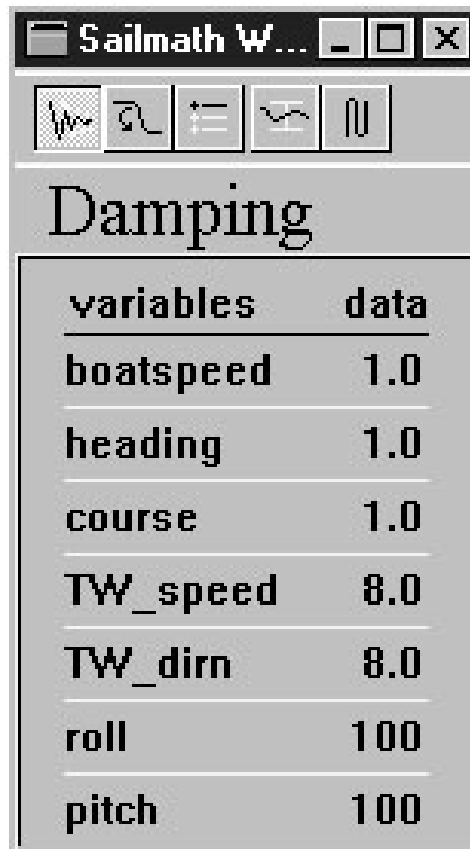 Sailmath W...
Damping
variables data
boatspeed 1.0
heading 1.0
course 1.0
TW_speed 8.0
TW_dirn 8.0
roll 100
pitch 100